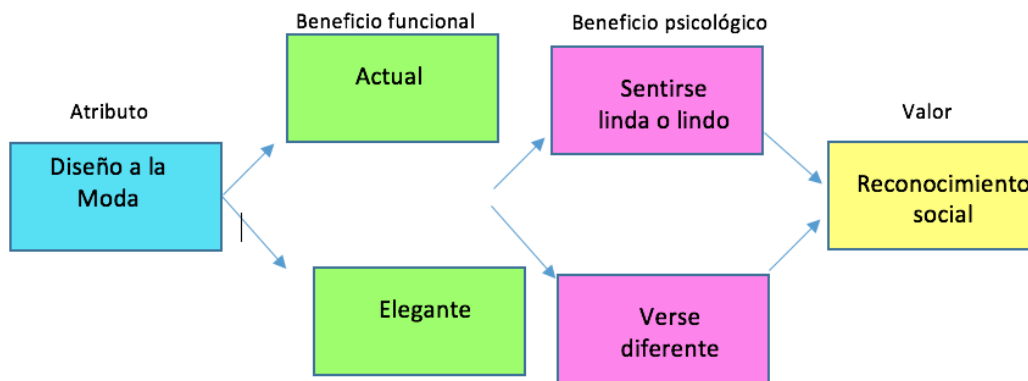 Beneficio funcional
Beneficio psicológico
Actual
Sentirse
linda o lindo
Atributo
Valor
Diseño a la
Moda
Reconocimiento
social
Elegante
Verse
diferente